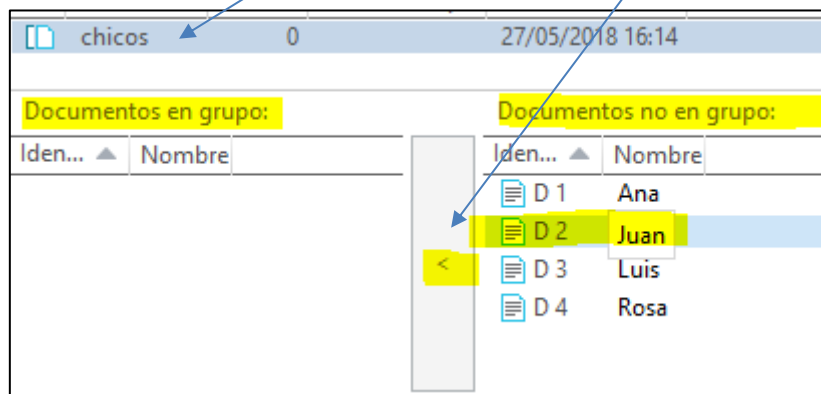 chicos 0 27/05/2018 16:14
Documentos en grupo: Documentos no en grupo:
Iden... Nombre Iden... Nombre
D 1 Ana
D 2 Juan
< D 3 Luis
D 4 Rosa